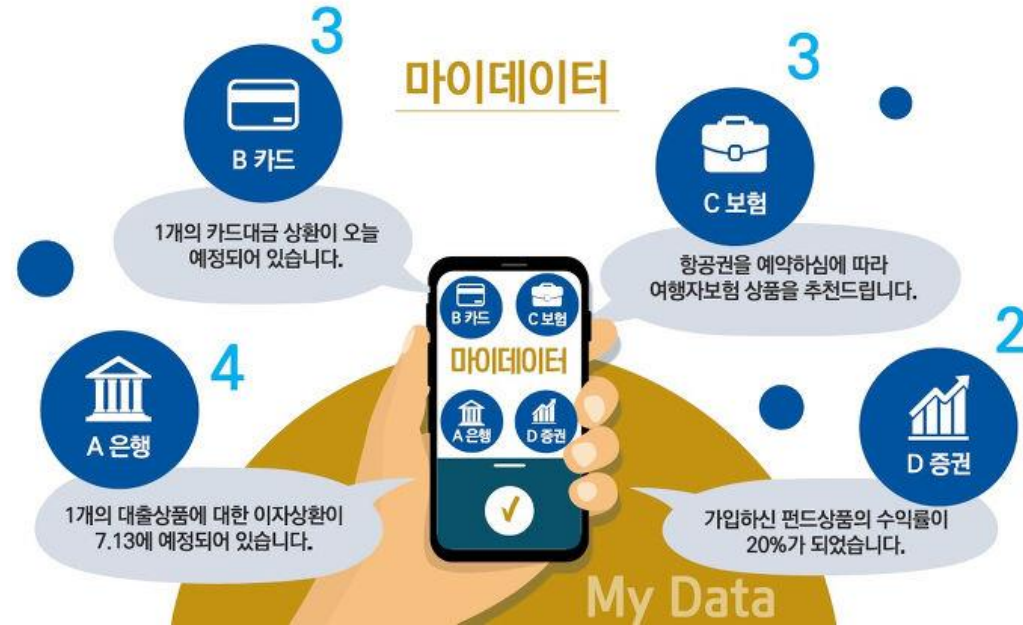 마이데이터
3
B 카드
1개의 카드대금 상환이 오늘
예정되어 있습니다.
3
C 보험
항공권을 예약하심에 따라
여행자보험 상품을 추천드립니다.
4
A 은행
1개의 대출상품에 대한 이자상환이
7.13에 예정되어 있습니다.
2
D 증권
가입하신 펀드상품의 수익률이
20%가 되었습니다.
B 카드
C 보험
마이데이터
A 은행
D 증권
My Data